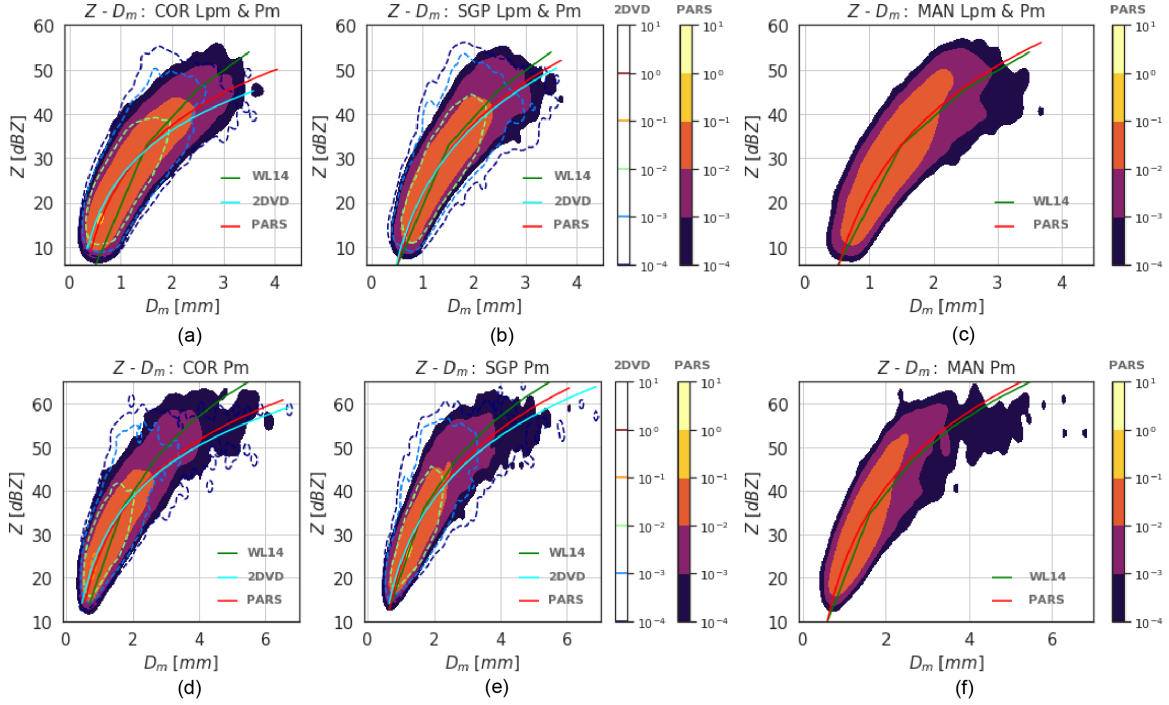 Z - Dm : COR Lpm & Pm
Z - Dm : SGP Lpm & Pm
2DVD PARS
Z - Dm : MAN Lpm & Pm
PARS
Z [dBZ]
60
50
40
30
20
10
WL14
2DVD
PARS
0 1 2 3 4
Dm [mm]
(a)
Z [dBZ]
60
50
40
30
20
10
WL14
2DVD
PARS
0 1 2 3 4
Dm [mm]
(b)
10^1
10^0
10^-1
10^-2
10^-3
10^-4
10^1
10^0
10^-1
10^-2
10^-3
10^-4
Z [dBZ]
60
50
40
30
20
10
WL14
PARS
0 1 2 3 4
Dm [mm]
(c)
10^1
10^0
10^-1
10^-2
10^-3
10^-4
Z - Dm : COR Pm
Z - Dm : SGP Pm
2DVD PARS
Z - Dm : MAN Pm
PARS
Z [dBZ]
60
50
40
30
20
10
WL14
2DVD
PARS
0 2 4 6
Dm [mm]
(d)
Z [dBZ]
60
50
40
30
20
10
WL14
2DVD
PARS
0 2 4 6
Dm [mm]
(e)
10^1
10^0
10^-1
10^-2
10^-3
10^-4
10^1
10^0
10^-1
10^-2
10^-3
10^-4
Z [dBZ]
60
50
40
30
20
10
WL14
PARS
0 1 2 3 4 5 6
Dm [mm]
(f)
10^1
10^0
10^-1
10^-2
10^-3
10^-4